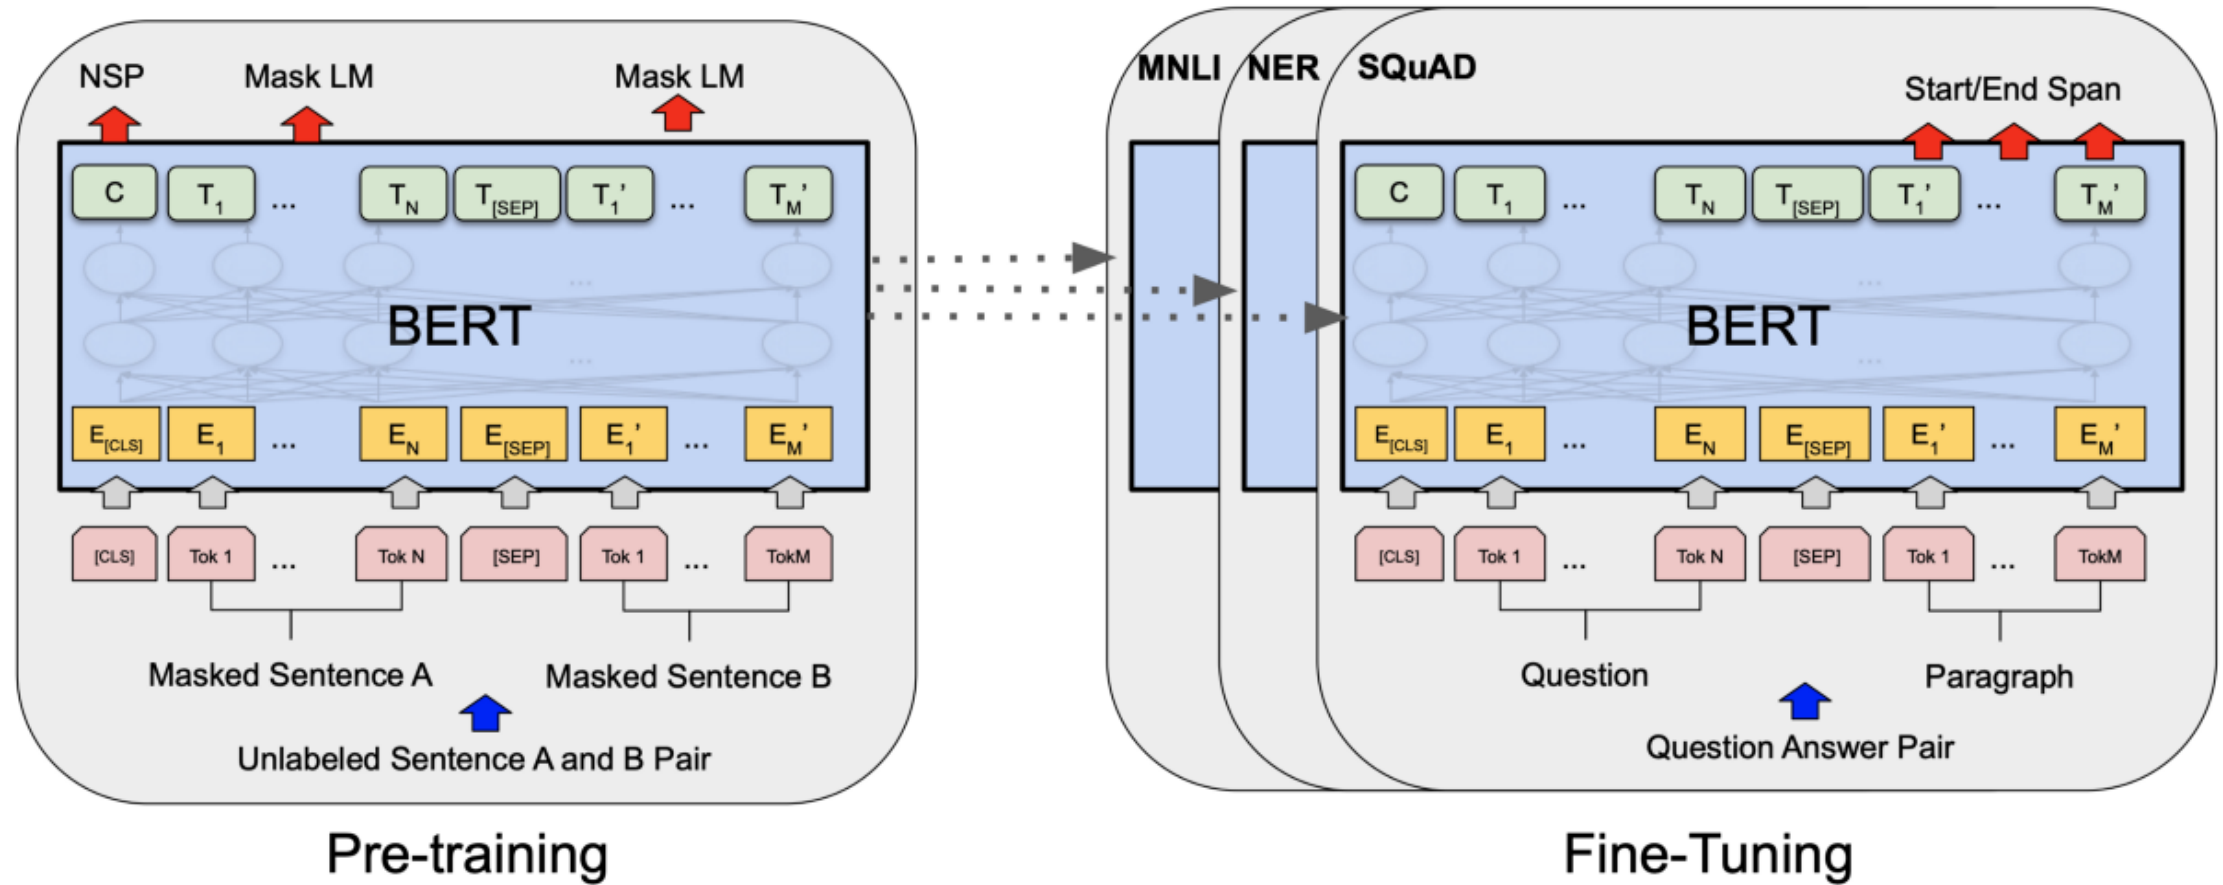 NSP Mask LM Mask LM
C T1 ... TN T[SEP] T1’ ... TM’
BERT
E[CLS] E1 ... EN E[SEP] E1’ ... EM’
[CLS] Tok 1 ... Tok N [SEP] Tok 1 ... TokM
Masked Sentence A Masked Sentence B
Unlabeled Sentence A and B Pair
Pre-training
MNLI NER SQuAD
Start/End Span
C T1 ... TN T[SEP] T1’ ... TM’
BERT
E[CLS] E1 ... EN E[SEP] E1’ ... EM’
[CLS] Tok 1 ... Tok N [SEP] Tok 1 ... TokM
Question Paragraph
Question Answer Pair
Fine-Tuning